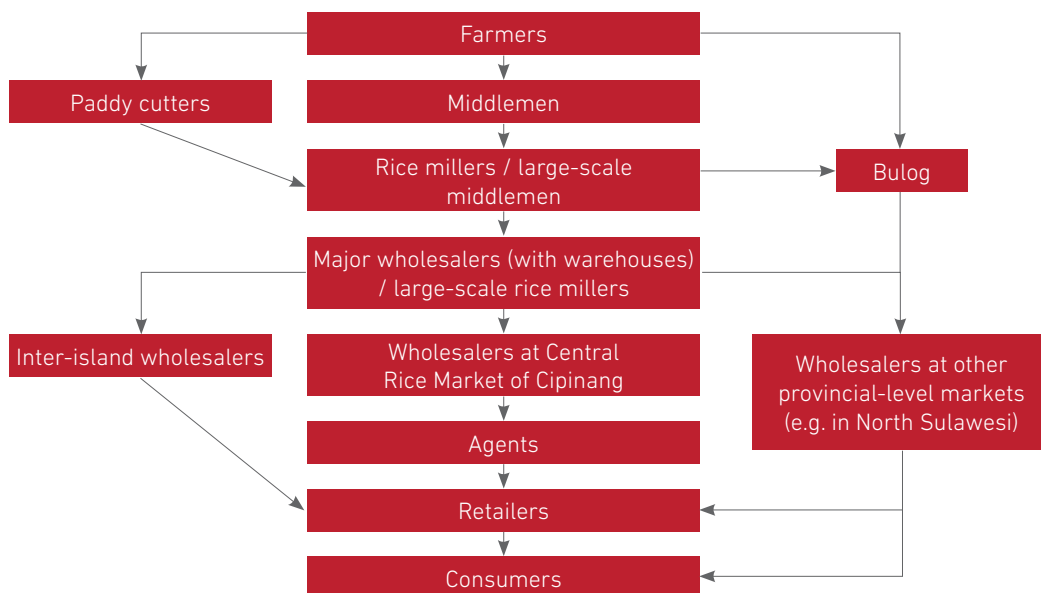 Farmers
Paddy cutters
Middlemen
Rice millers / large-scale
middlemen
Bulog
Major wholesalers (with warehouses)
/ large-scale rice millers
Inter-island wholesalers
Wholesalers at Central
Rice Market of Cipinang
Wholesalers at other
provincial-level markets
(e.g. in North Sulawesi)
Agents
Retailers
Consumers